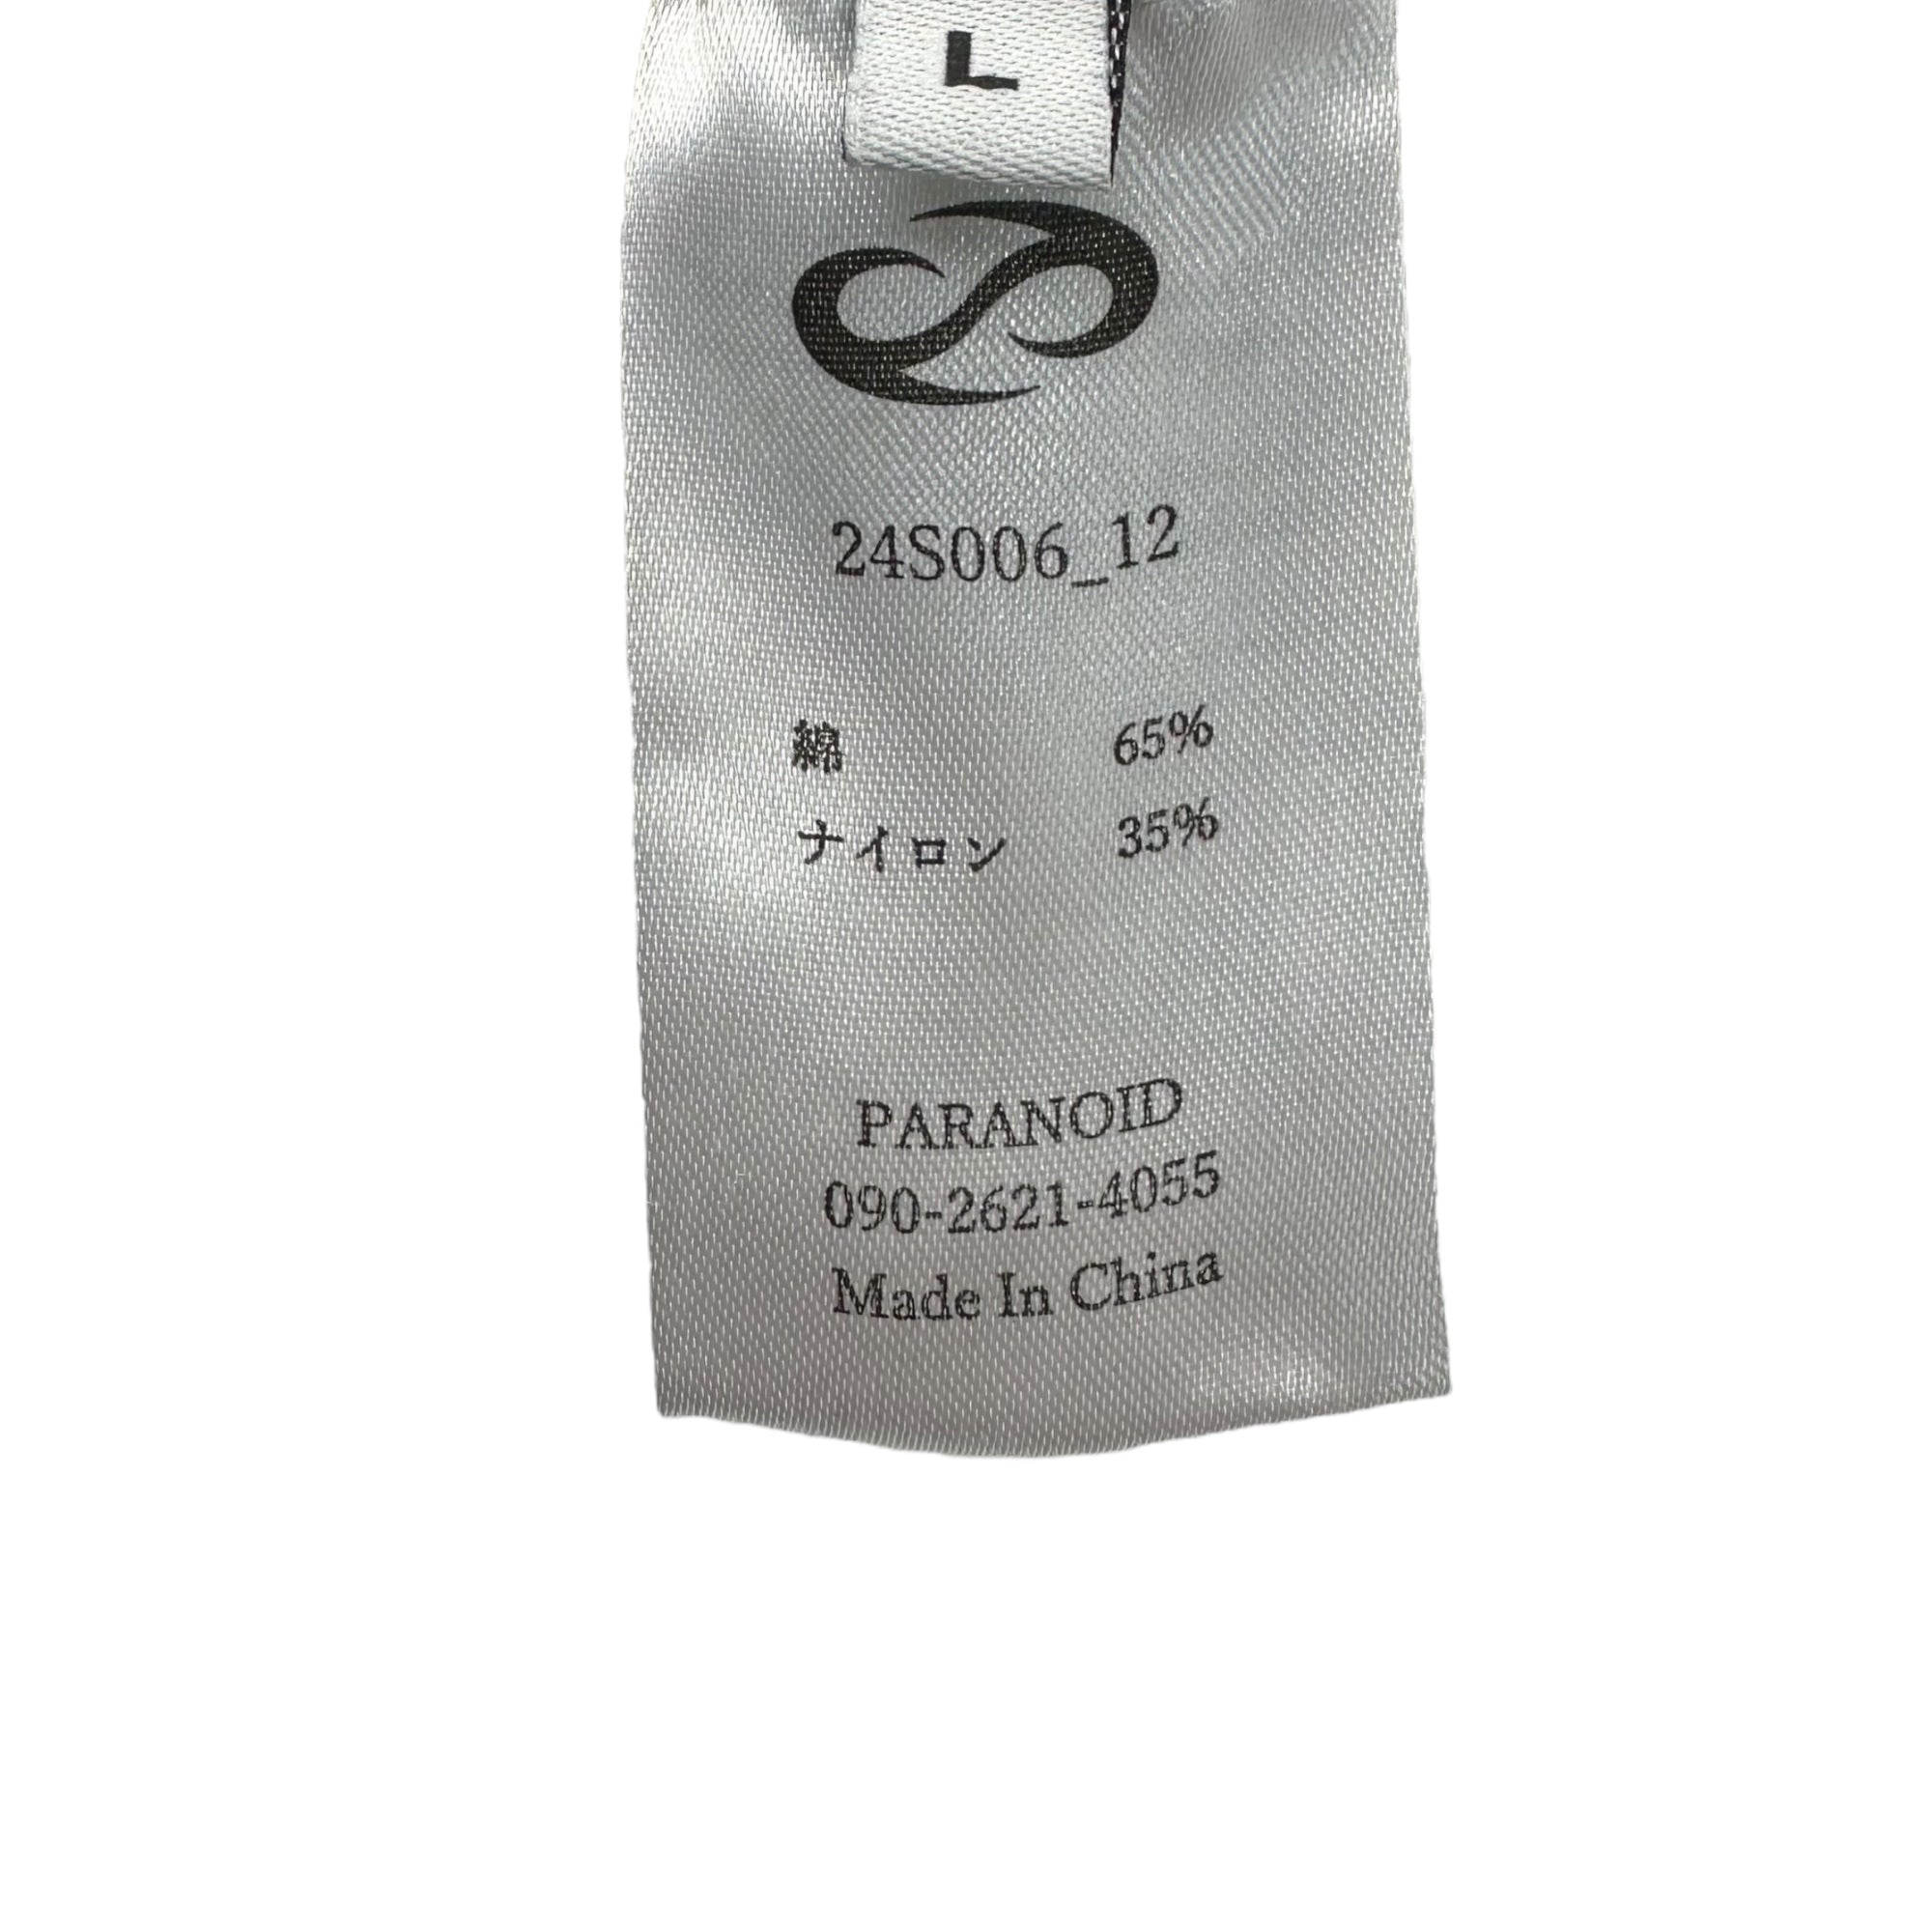 L
24S006_12
綿 65%
ナイロン 35%
PARANOID
090-2621-4055
Made In China